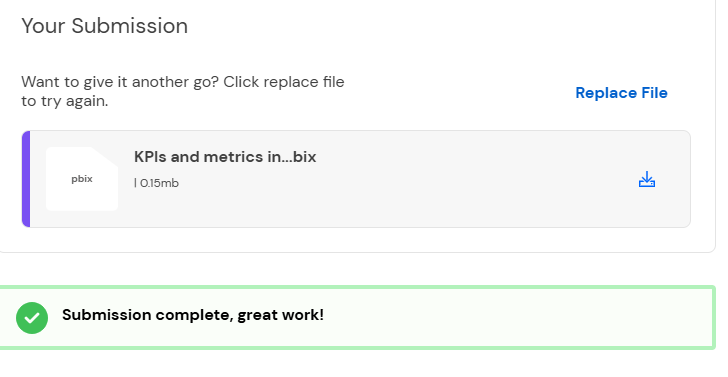 Your Submission
Want to give it another go? Click replace file
to try again.
Replace File
pbix
KPIs and metrics in...bix
| 0.15mb
Submission complete, great work!